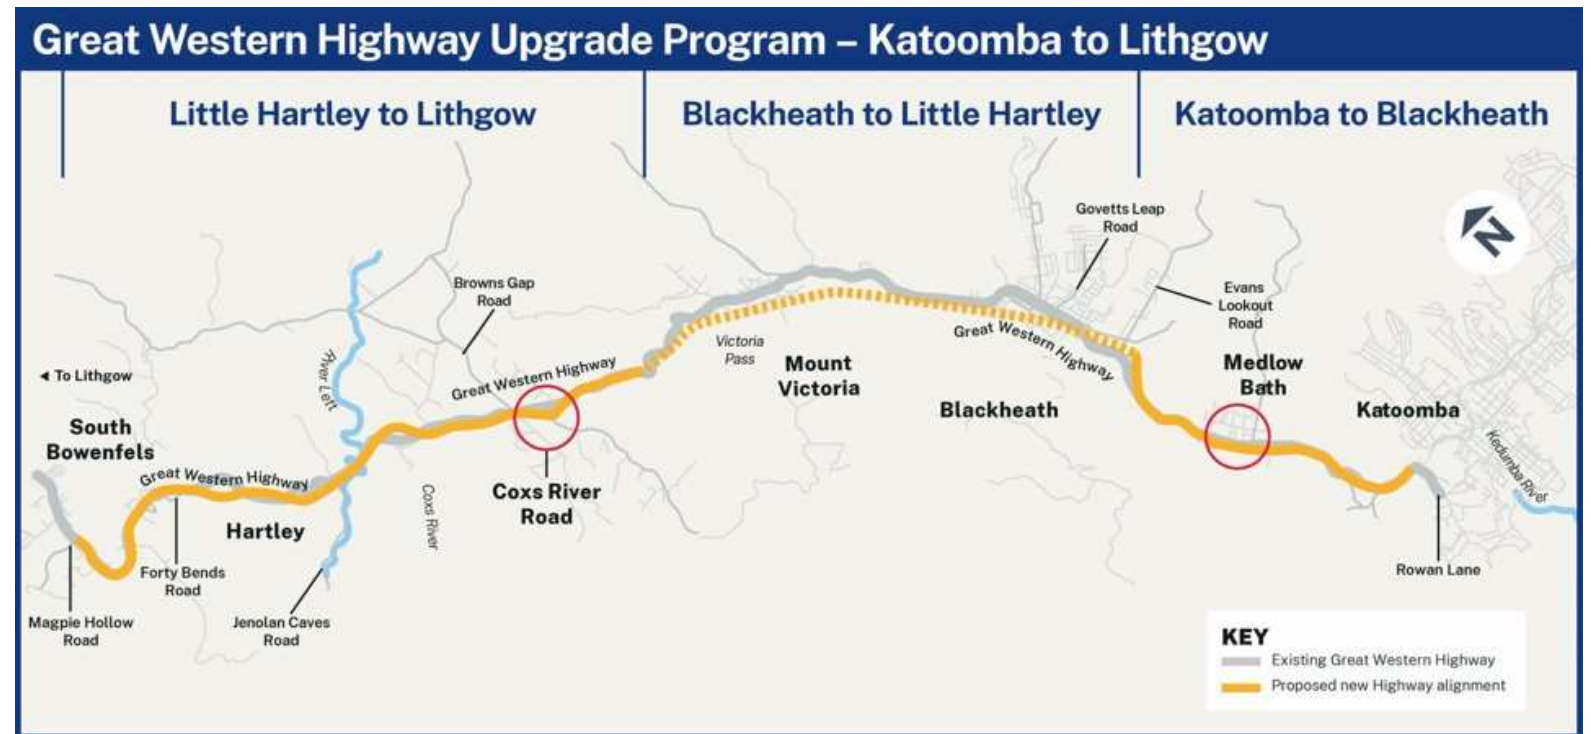 Great Western Highway Upgrade Program – Katoomba to Lithgow
Little Hartley to Lithgow
Blackheath to Little Hartley
Katoomba to Blackheath
Govetts Leap
Road
N
Browns Gap
Road
Evans
Lookout
Road
River Lett
Victoria
Pass
Great Western Highway
Mount
Victoria
Medlow
Bath
◄ To Lithgow
Great Western Highway
Blackheath
Katoomba
South
Bowenfels
Great Western Highway
Kedumba River
Coxs River
Coxs River
Road
Hartley
Forty Bends
Road
Rowan Lane
Magpie Hollow
Road
Jenolan Caves
Road
KEY
Existing Great Western Highway
Proposed new Highway alignment